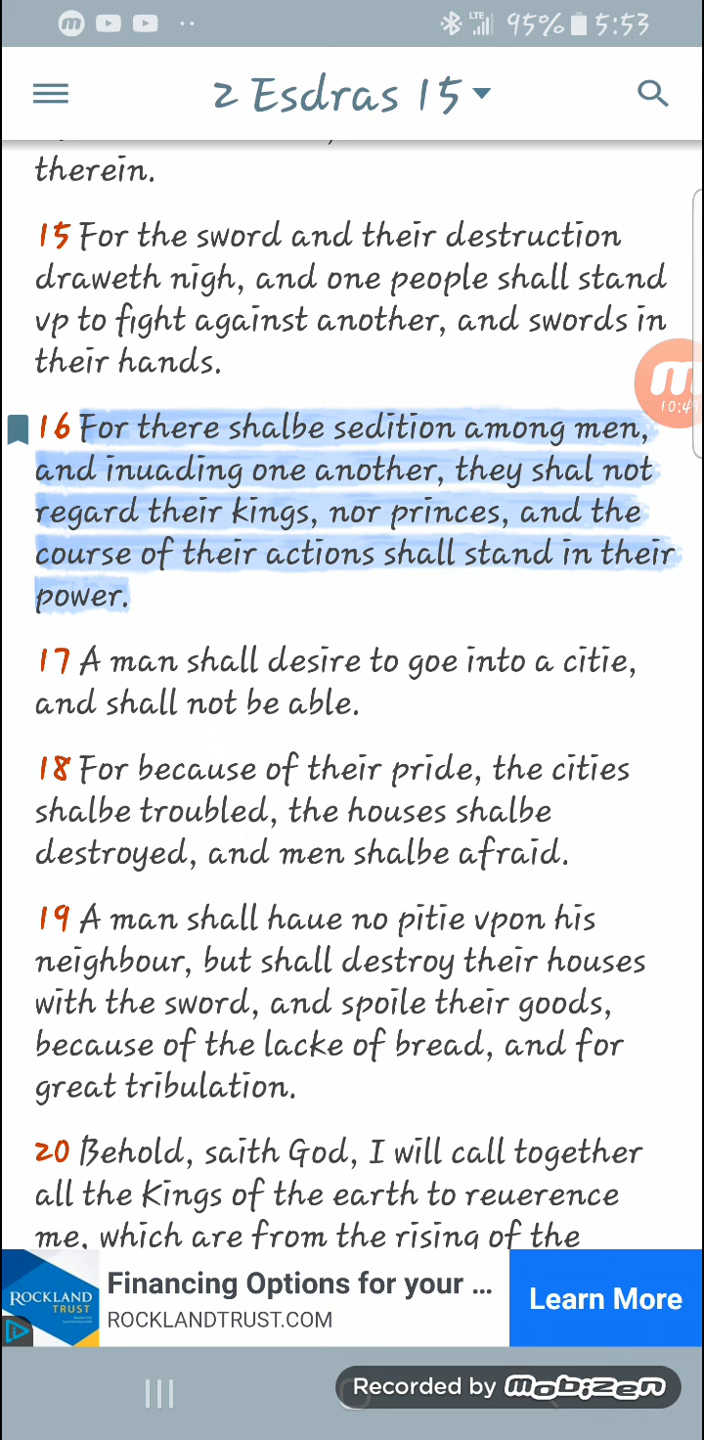 m LTE 95% 5:53
2 Esdras 15
therein.
15 For the sword and their destruction
draweth nigh, and one people shall stand
vp to fight against another, and swords in
their hands.
m
10:49
16 For there shalbe sedition among men,
and inuading one another, they shal not
regard their kings, nor princes, and the
course of their actions shall stand in their
power.
17 A man shall desire to goe into a citie,
and shall not be able.
18 For because of their pride, the cities
shalbe troubled, the houses shalbe
destroyed, and men shalbe afraid.
19 A man shall haue no pitie vpon his
neighbour, but shall destroy their houses
with the sword, and spoile their goods,
because of the lacke of bread, and for
great tribulation.
20 Behold, saith God, I will call together
all the Kings of the earth to reuerence
me, which are from the rising of the
ROCKLAND
TRUST
Financing Options for your ...
ROCKLANDTRUST.COM
Learn More
Recorded by mobizen